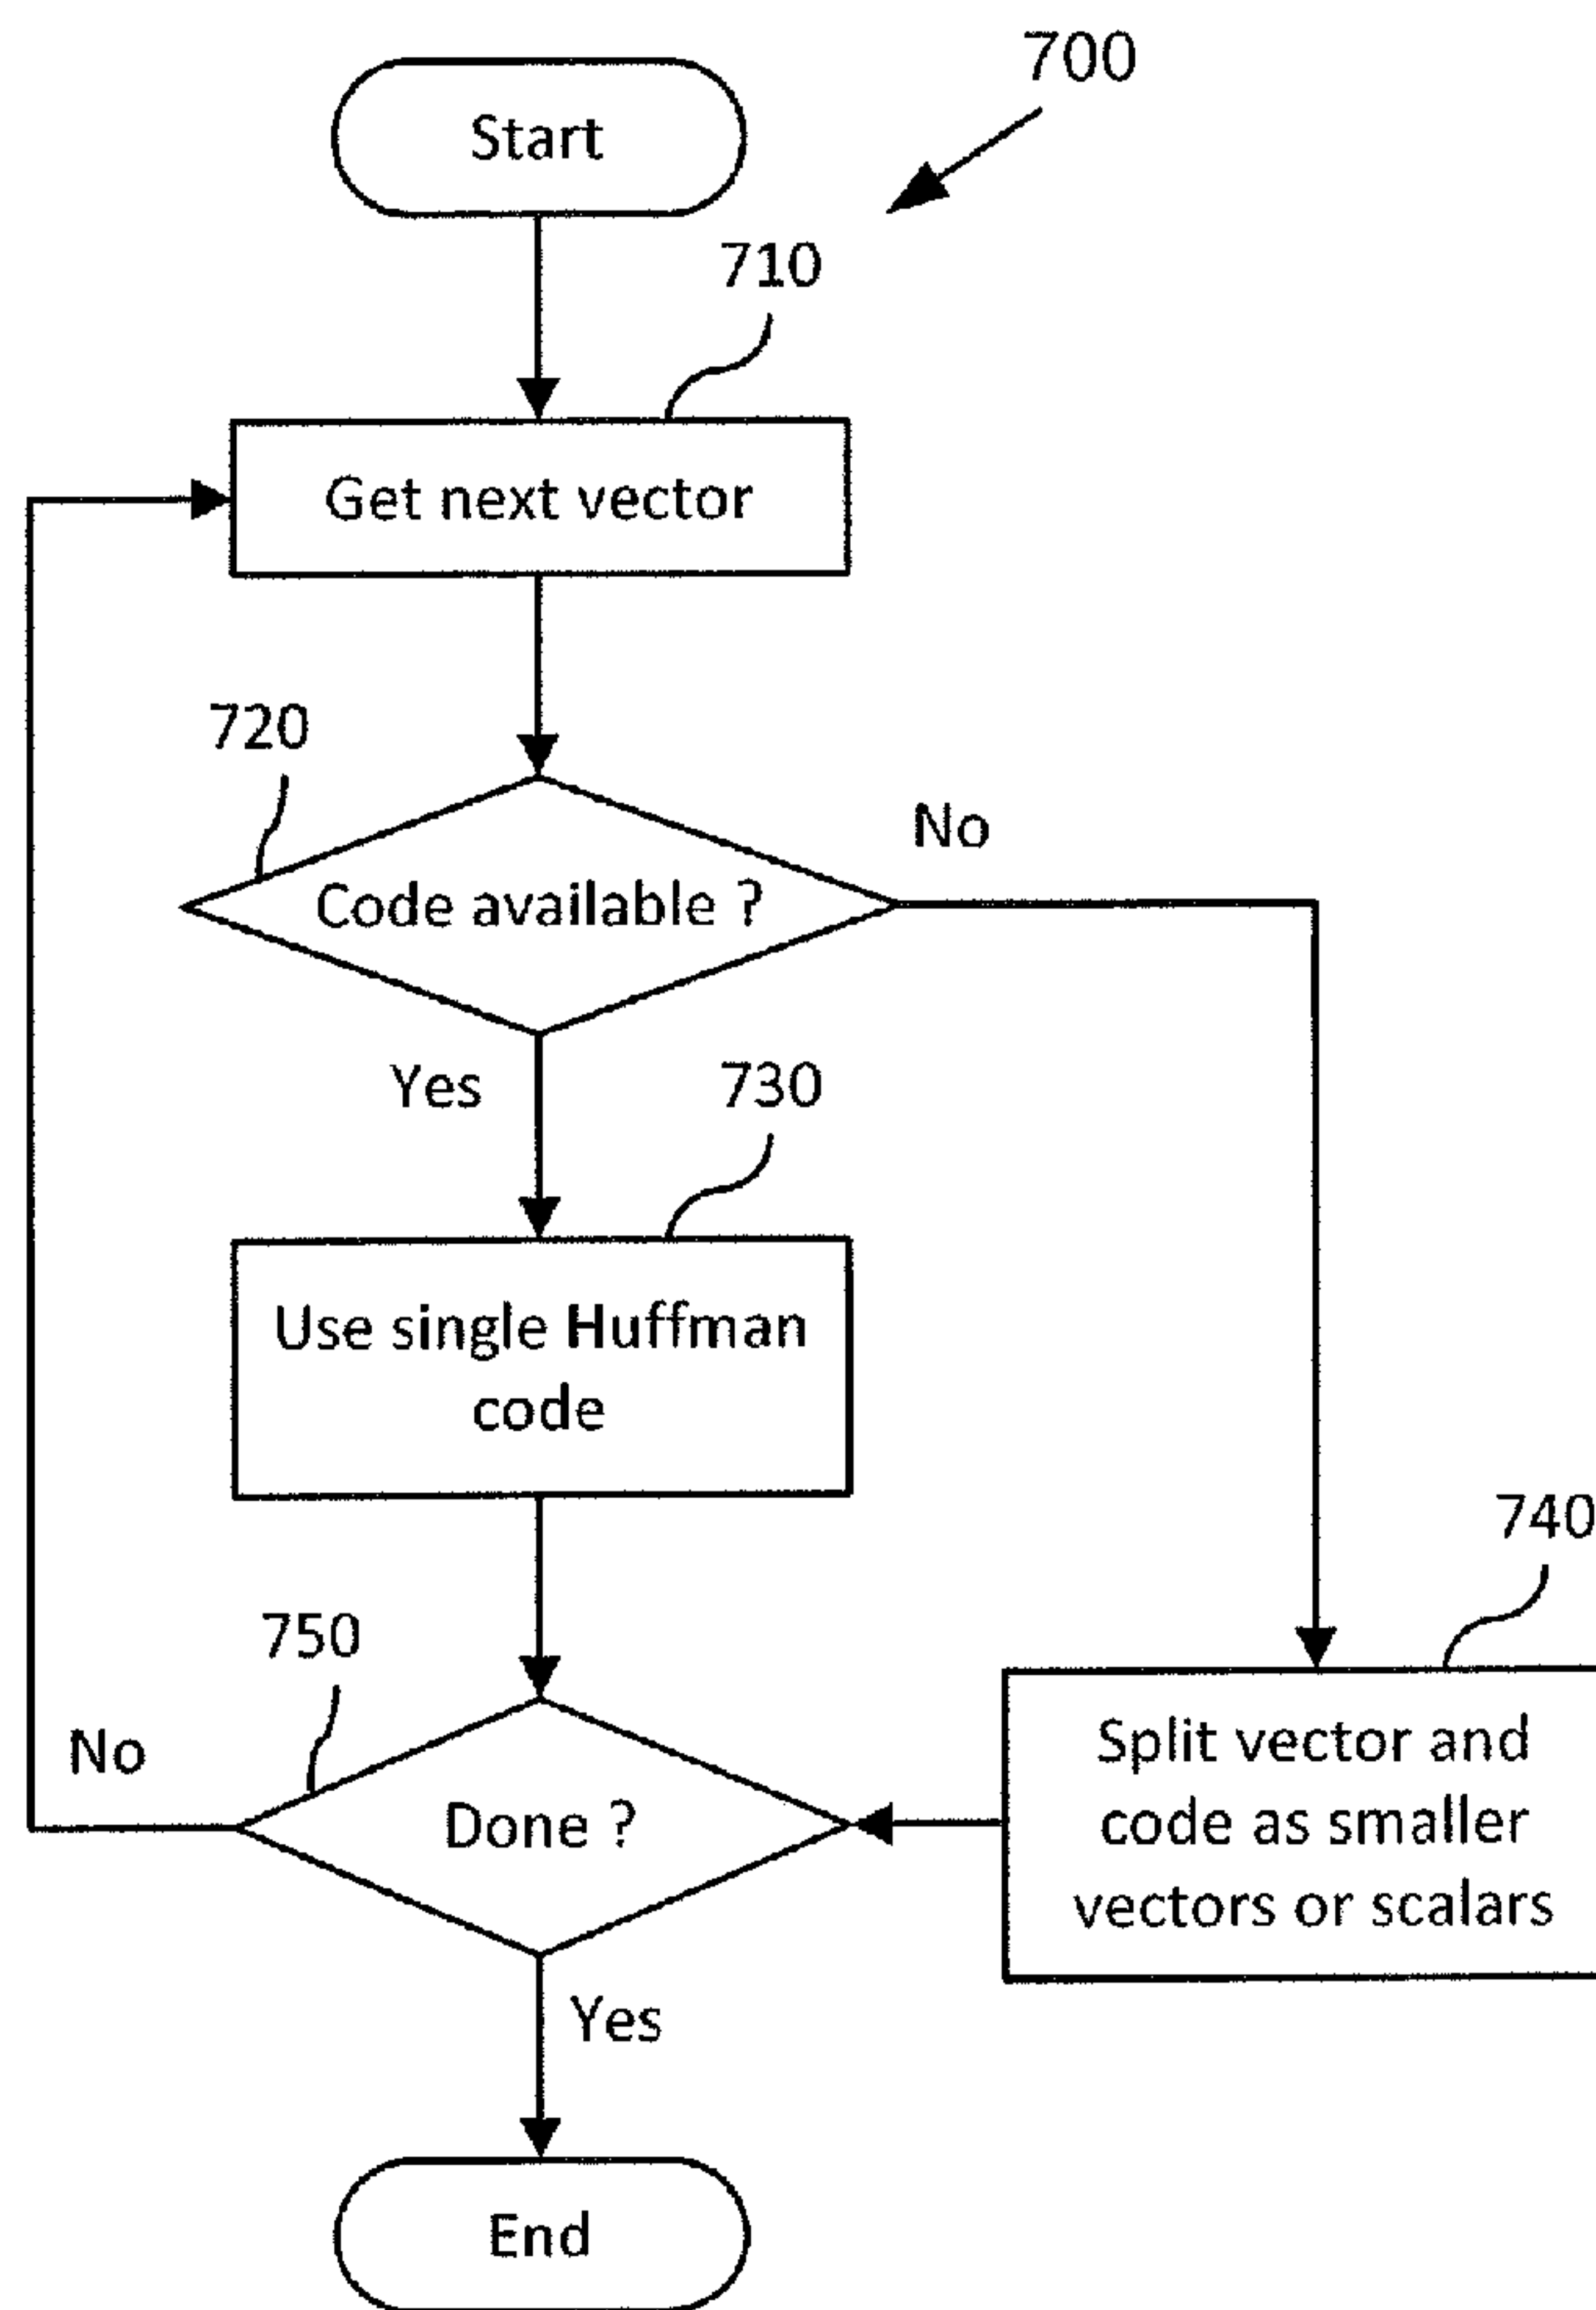 700
Start
710
Get next vector
720
No
Code available ?
Yes
730
Use single Huffman
code
740
750
No
Done ?
Split vector and
code as smaller
vectors or scalars
Yes
End